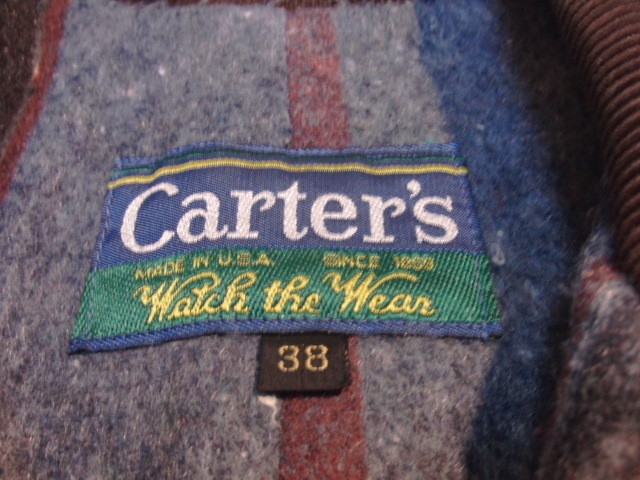 Carter's
MADE IN U.S.A. SINCE 1859
Watch the Wear
38